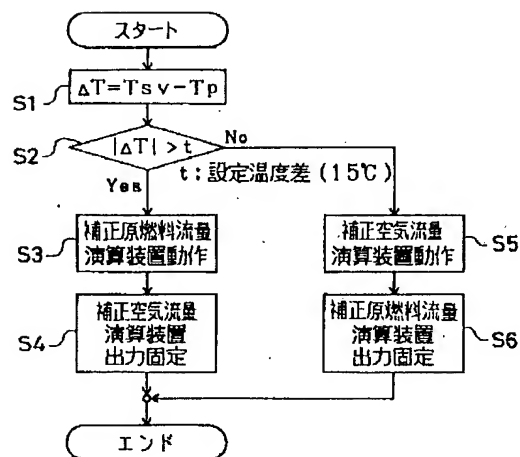 スタート
S1
ΔT=Tsv-Tp
S2
|ΔT|>t
No
t:設定温度差(15℃)
Yes
S3
補正原燃料流量
演算装置動作
補正空気流量
演算装置動作
S5
S4
補正空気流量
演算装置
出力固定
補正原燃料流量
演算装置
出力固定
S6
エンド